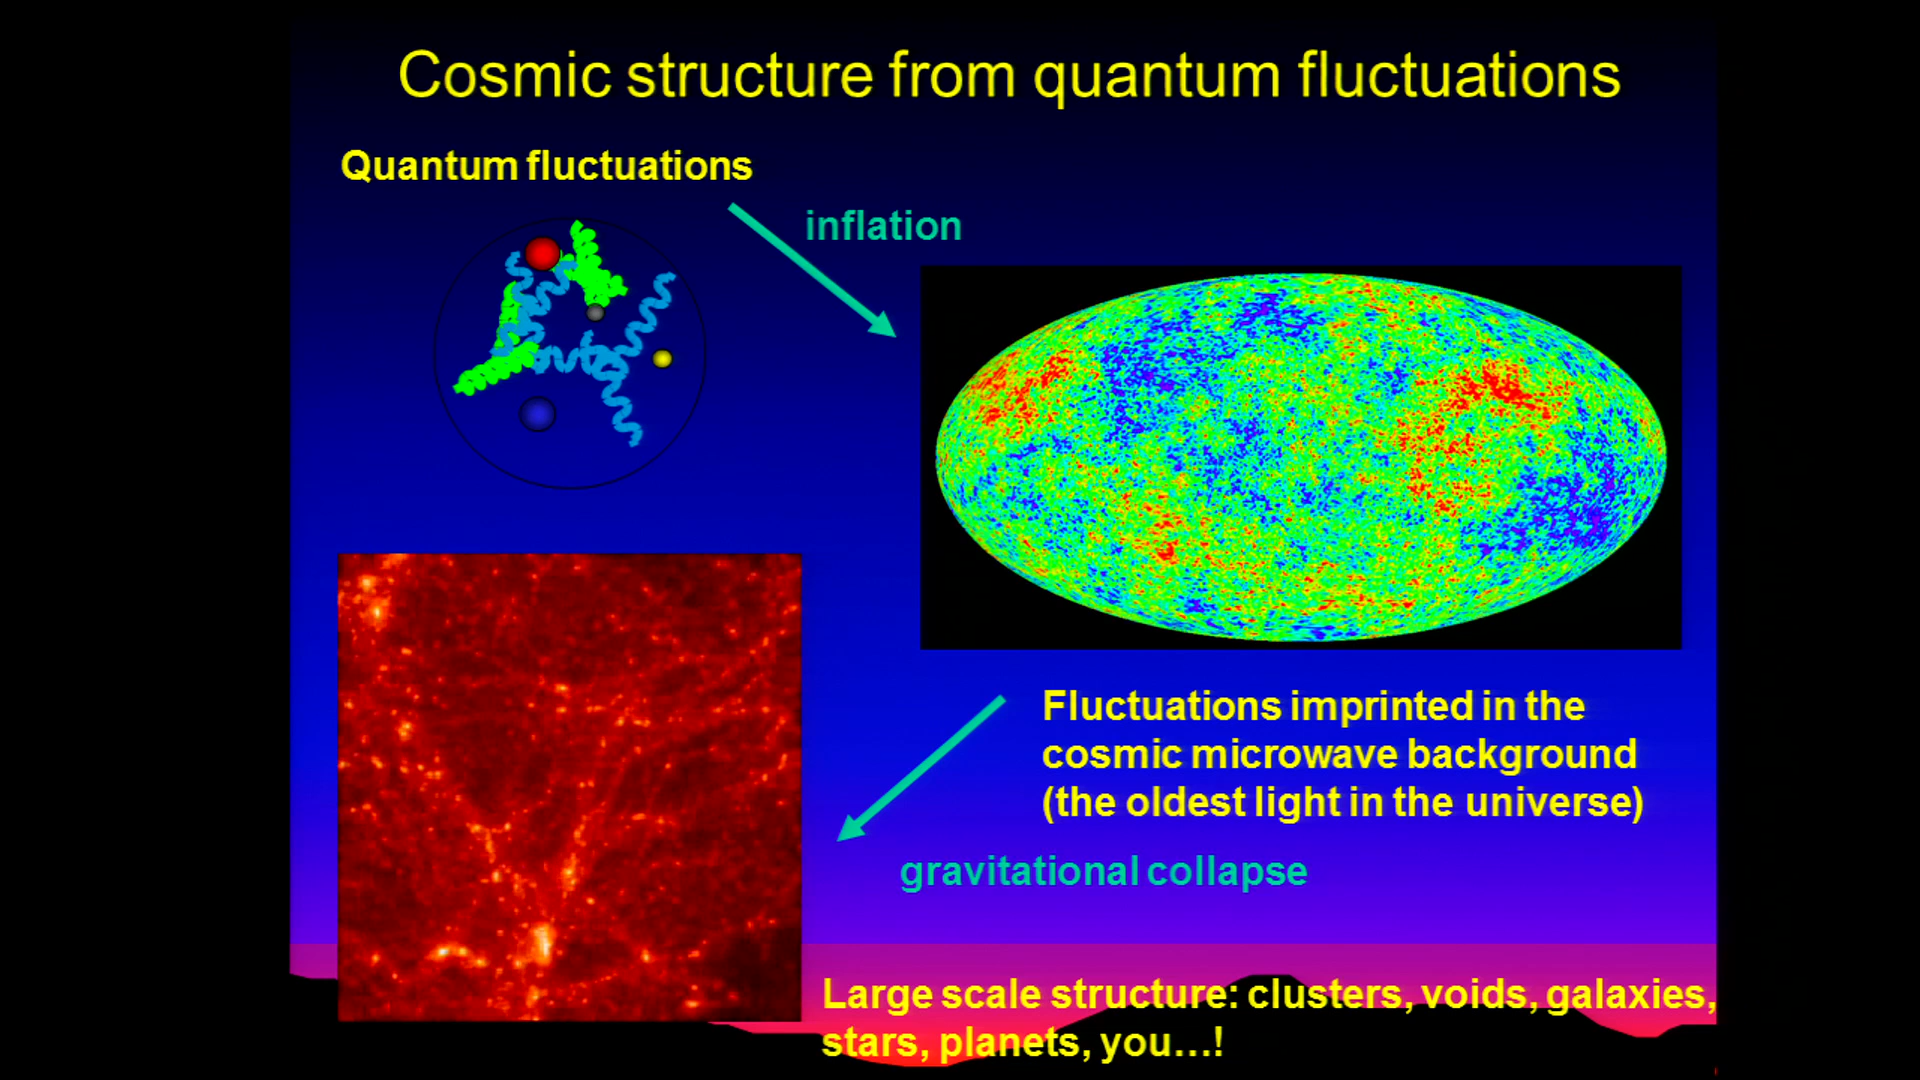 Cosmic structure from quantum fluctuations
Quantum fluctuations
inflation
Fluctuations imprinted in the
cosmic microwave background
(the oldest light in the universe)
gravitational collapse
Large scale structure: clusters, voids, galaxies,
stars, planets, you...!